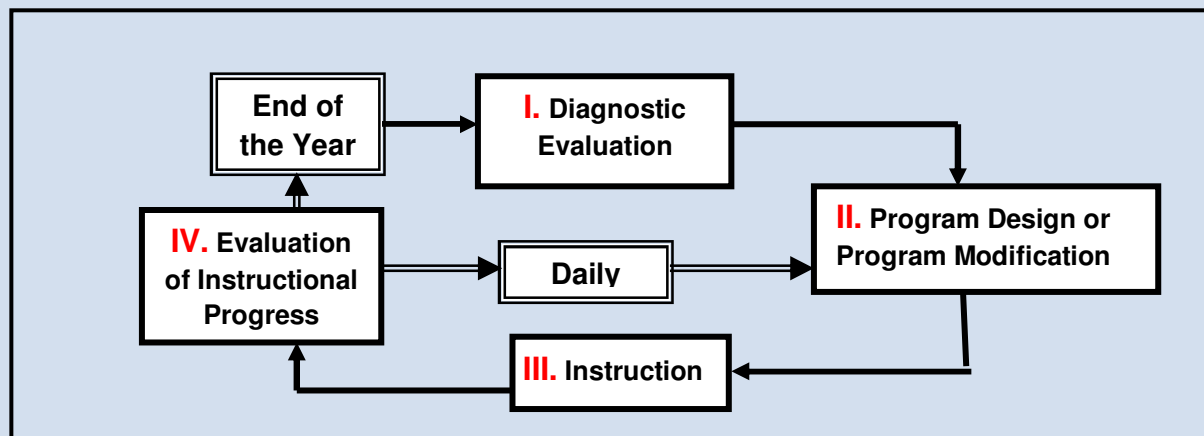 End of
the Year
I. Diagnostic
Evaluation
II. Program Design or
Program Modification
IV. Evaluation
of Instructional
Progress
Daily
III. Instruction